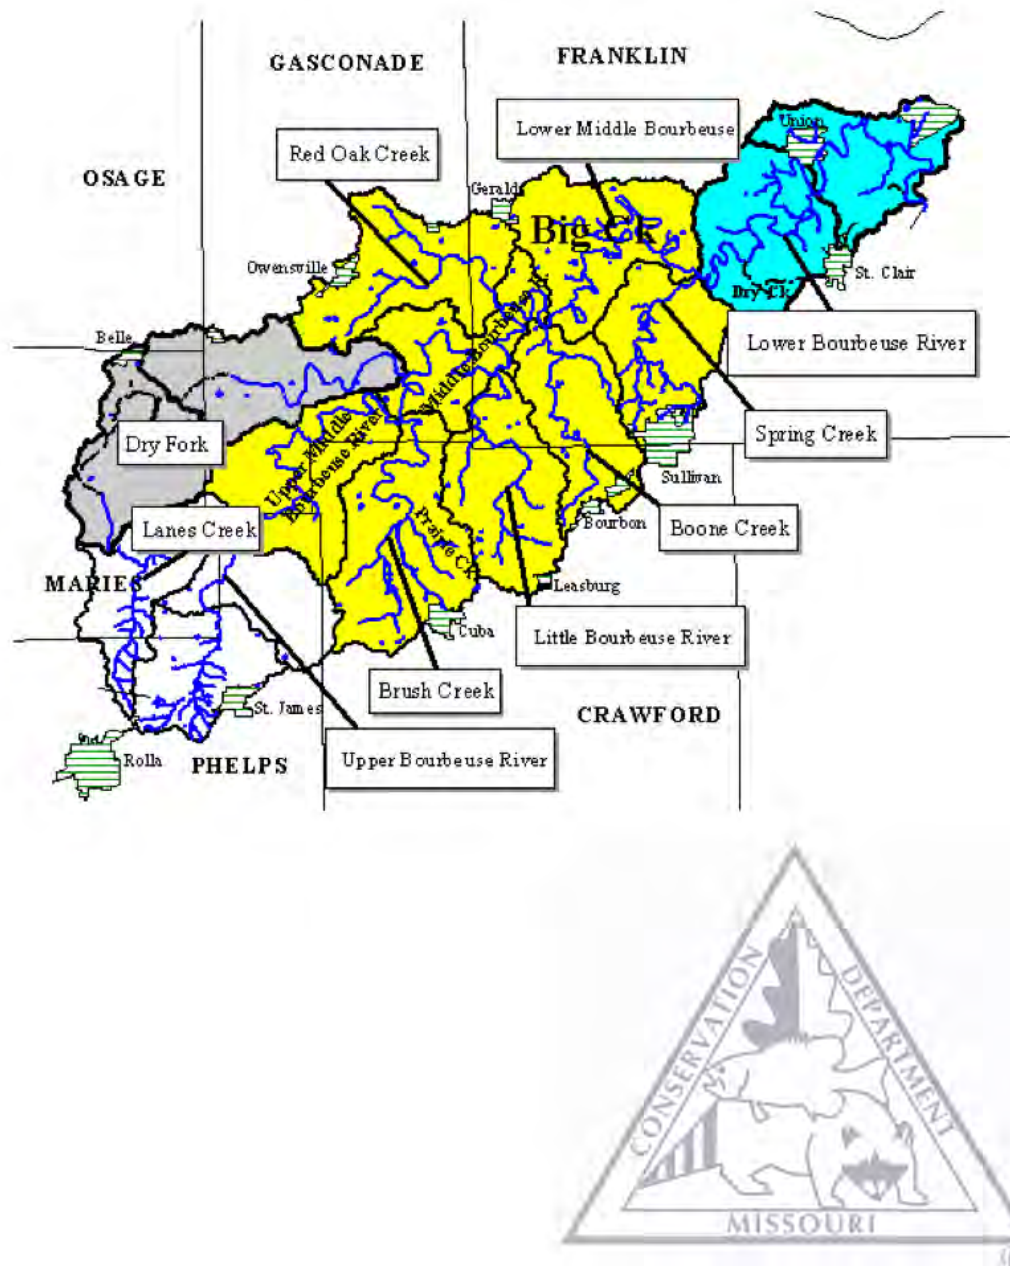 GASCONADE
FRANKLIN
Lower Middle Bourbeuse
Union
Red Oak Creek
OSAGE
Gerald
Big Ck
Owensville
St. Clair
Dry Ck
Belle
Lower Bourbeuse River
Middle Bourbeuse R.
Dry Fork
Upper Middle
Bourbeuse River
Spring Creek
Sullivan
Lanes Creek
Prairie Ck
Bourbon
Boone Creek
MARIES
Leasburg
Cuba
Little Bourbeuse River
Brush Creek
St. James
CRAWFORD
Rolla
PHELPS
Upper Bourbeuse River
CONSERVATION
DEPARTMENT
MISSOURI